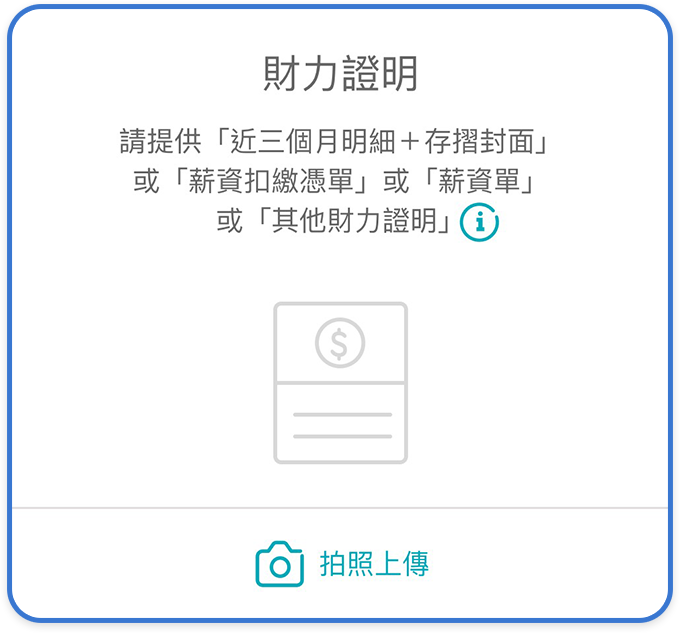 財力證明
請提供「近三個月明細＋存摺封面」
或「薪資扣繳憑單」或「薪資單」
或「其他財力證明」
$
拍照上傳